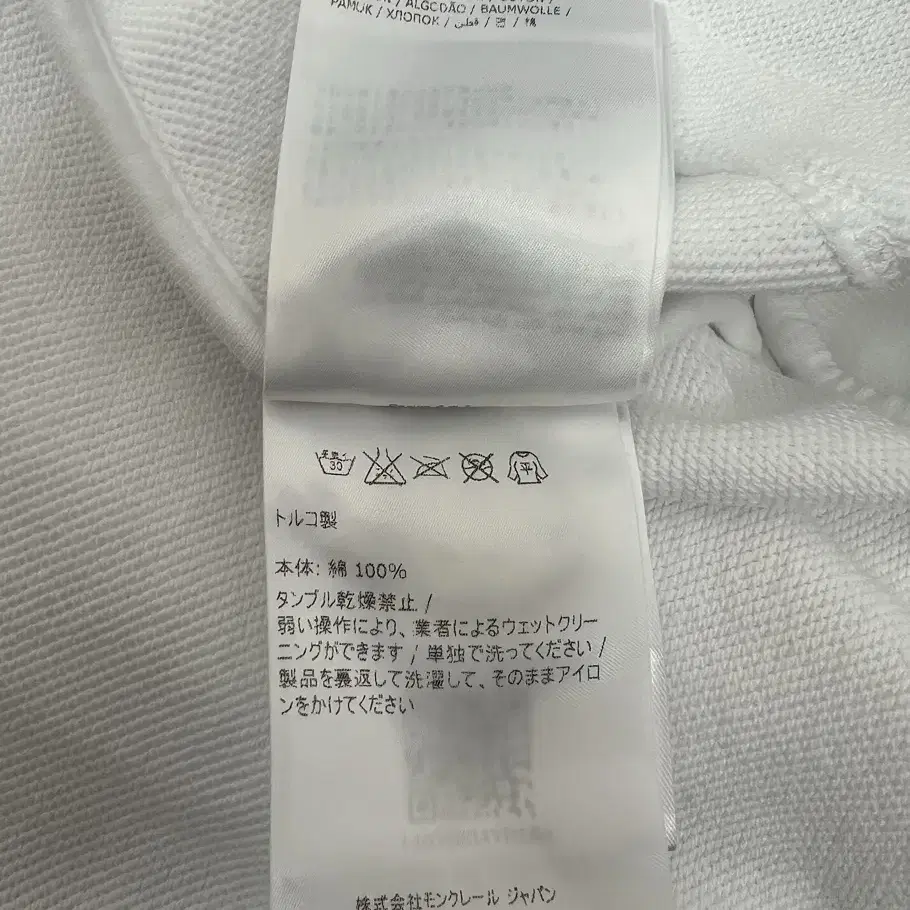 / ALGODÃO / BAUMWOLLE /
PAMUK / ХЛОПОК / قطن / 면 / 棉
30
平
トルコ製
本体: 綿 100%
タンブル乾燥禁止 /
弱い操作により、業者によるウェットクリー
ニングができます / 単独で洗ってください /
製品を裏返して洗濯して、そのままアイロ
ンをかけてください
株式会社モンクレール ジャパン